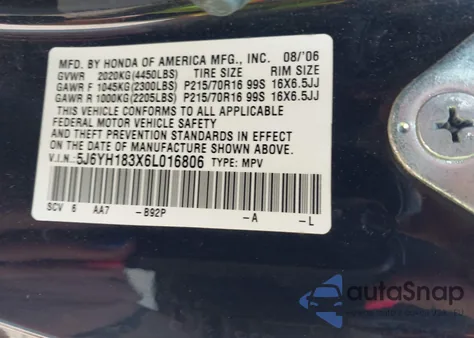 MFD. BY HONDA OF AMERICA MFG., INC. 08/'06
GVWR 2020KG(4450LBS) TIRE SIZE RIM SIZE
GAWR F 1045KG(2300LBS) P215/70R16 99S 16X6.5JJ
GAWR R 1000KG(2205LBS) P215/70R16 99S 16X6.5JJ
THIS VEHICLE CONFORMS TO ALL APPLICABLE
FEDERAL MOTOR VEHICLE SAFETY
AND THEFT PREVENTION STANDARDS IN EFFECT
ON THE DATE OF MANUFACTURE SHOWN ABOVE.
V.I.N.: 5J6YH183X6L016806 TYPE: MPV
SCV 6 AA7 -B92P -A -L
autoSnap
VIN DATABASE